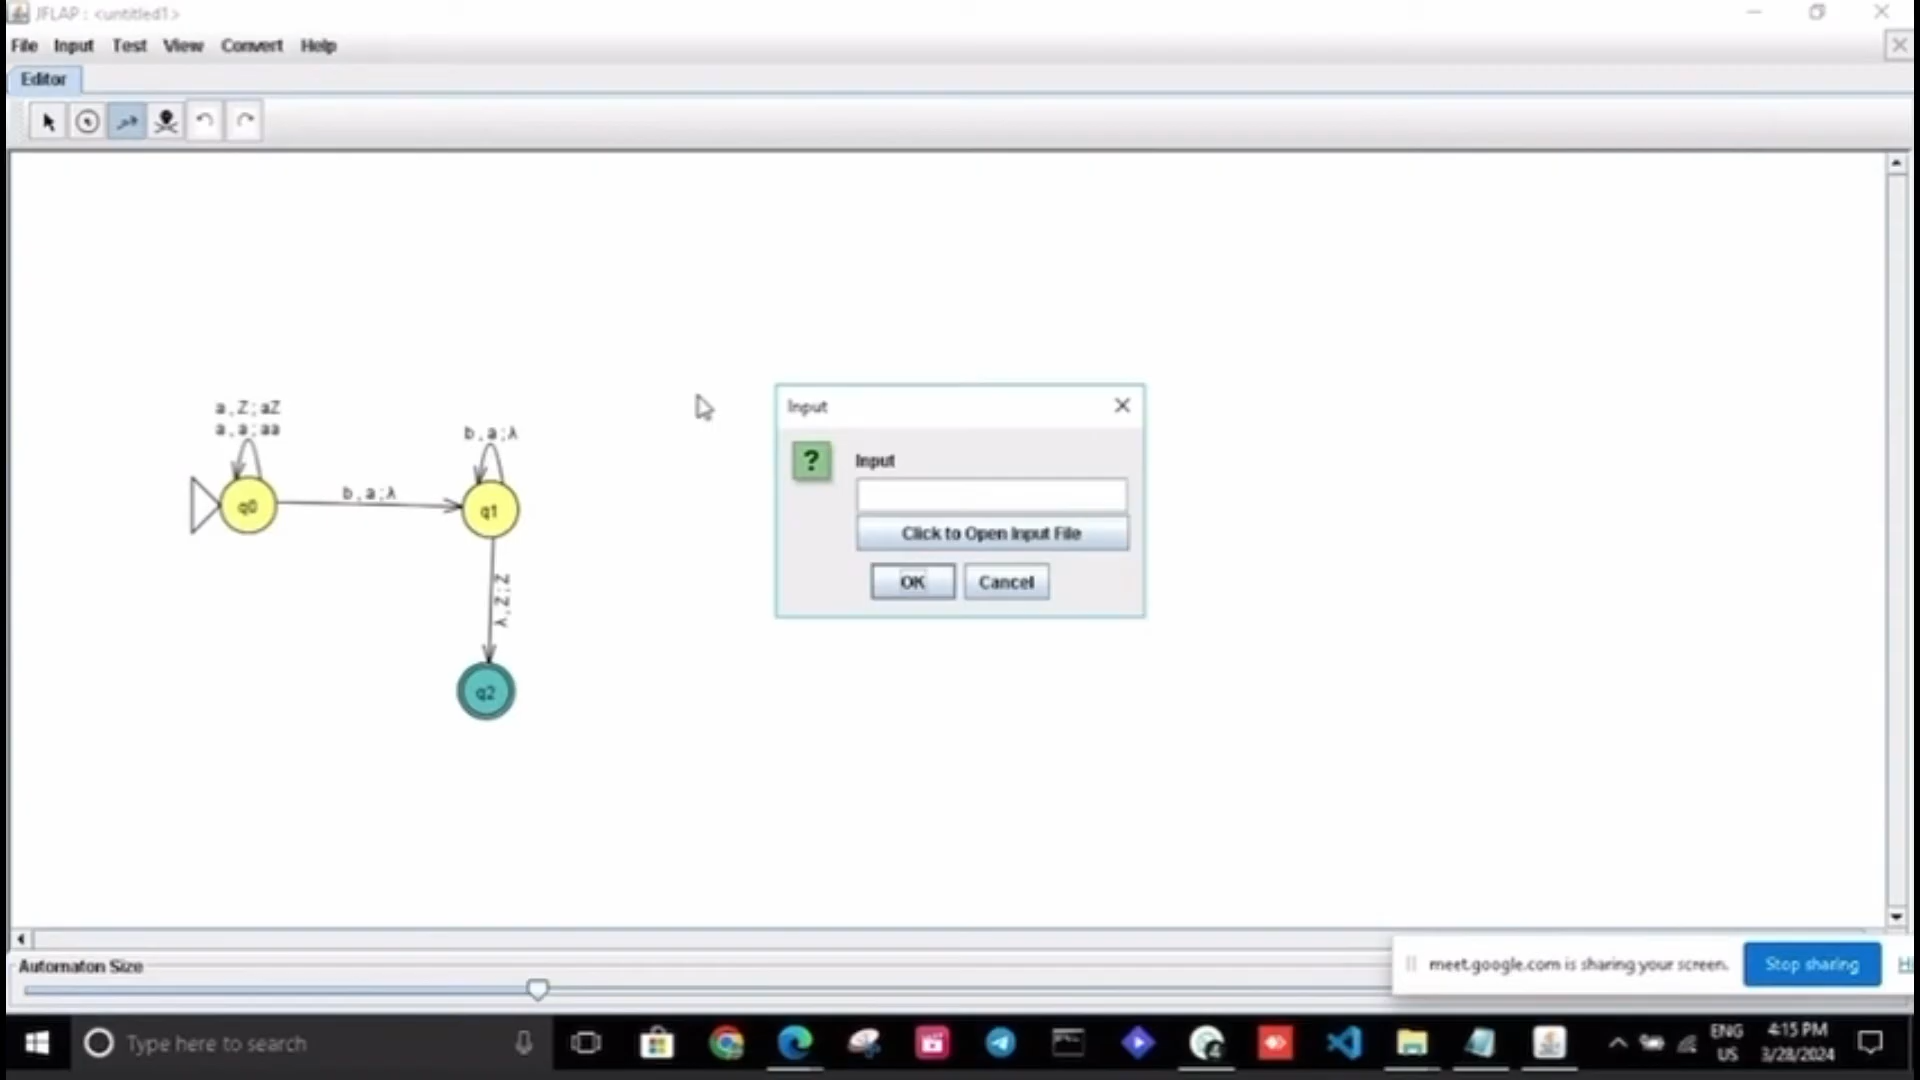 JFLAP : <untitled1>
File Input Test View Convert Help
Editor
a , Z ; aZ
a , a ; aa
b , a ; λ
q0
b , a ; λ
q1
λ , Z ; Z
q2
Input
?
Input
Click to Open Input File
OK Cancel
Automaton Size
meet.google.com is sharing your screen. Stop sharing
Type here to search
ENG
US
4:15 PM
3/28/2024